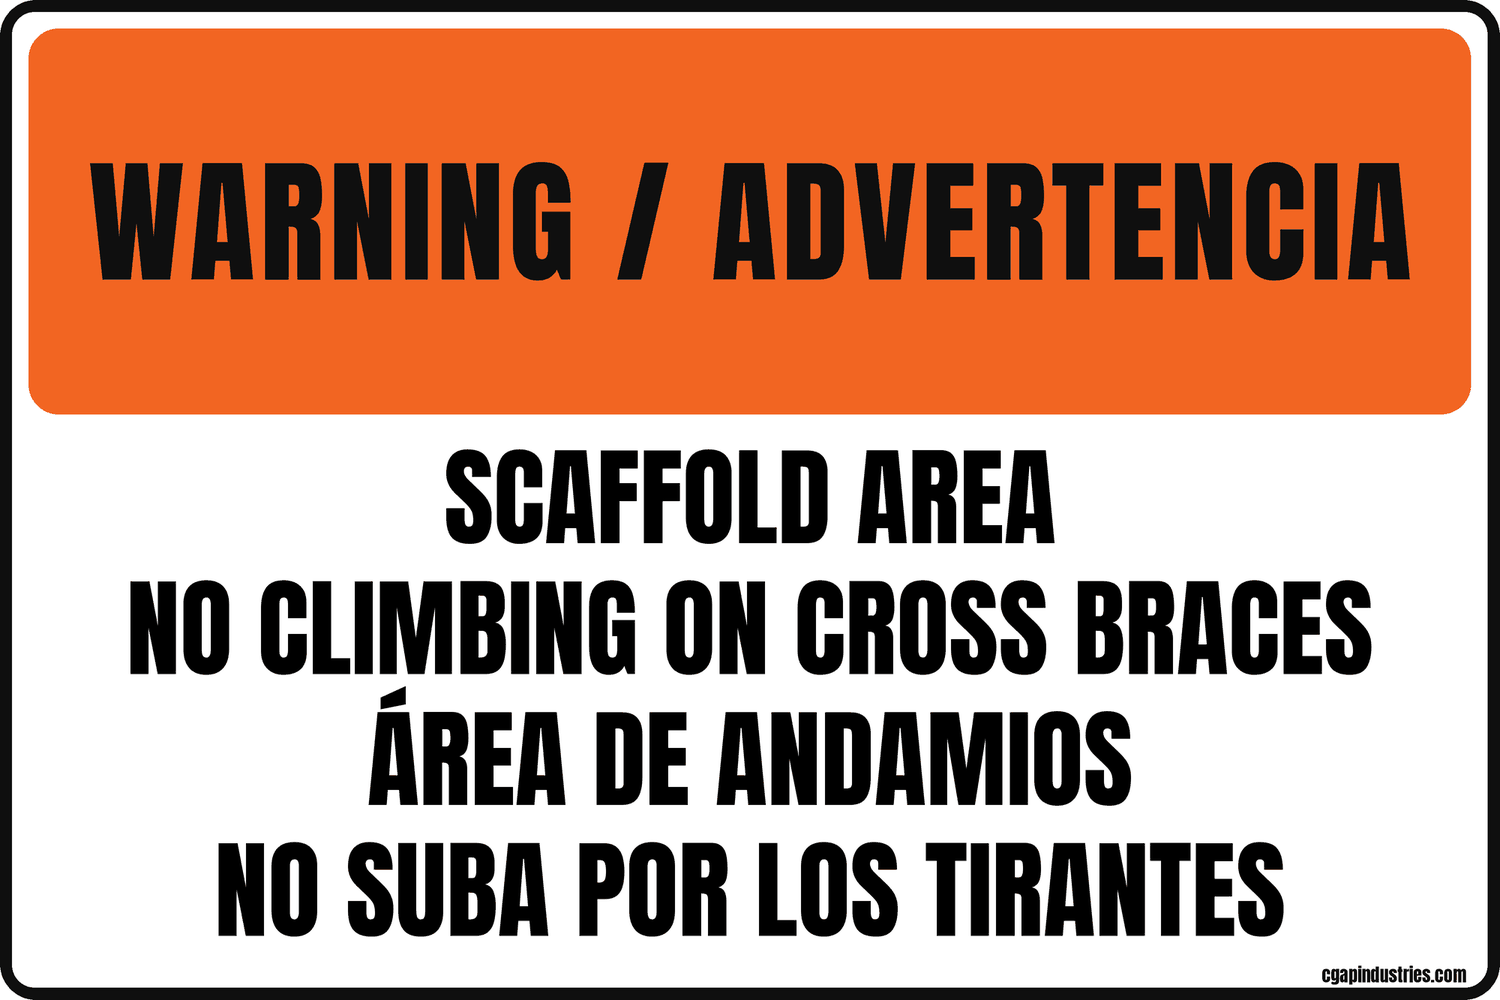 WARNING / ADVERTENCIA
SCAFFOLD AREA
NO CLIMBING ON CROSS BRACES
ÁREA DE ANDAMIOS
NO SUBA POR LOS TIRANTES
cgapindustries.com